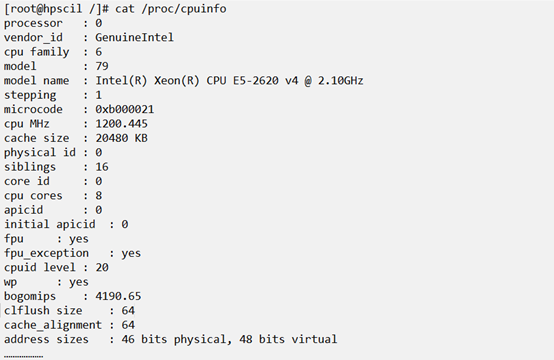 [root@hpscil /]# cat /proc/cpuinfo
processor : 0
vendor_id : GenuineIntel
cpu family : 6
model : 79
model name : Intel(R) Xeon(R) CPU E5-2620 v4 @ 2.10GHz
stepping : 1
microcode : 0xb000021
cpu MHz : 1200.445
cache size : 20480 KB
physical id : 0
siblings : 16
core id : 0
cpu cores : 8
apicid : 0
initial apicid : 0
fpu : yes
fpu_exception : yes
cpuid level : 20
wp : yes
bogomips : 4190.65
clflush size : 64
cache_alignment : 64
address sizes : 46 bits physical, 48 bits virtual
………………